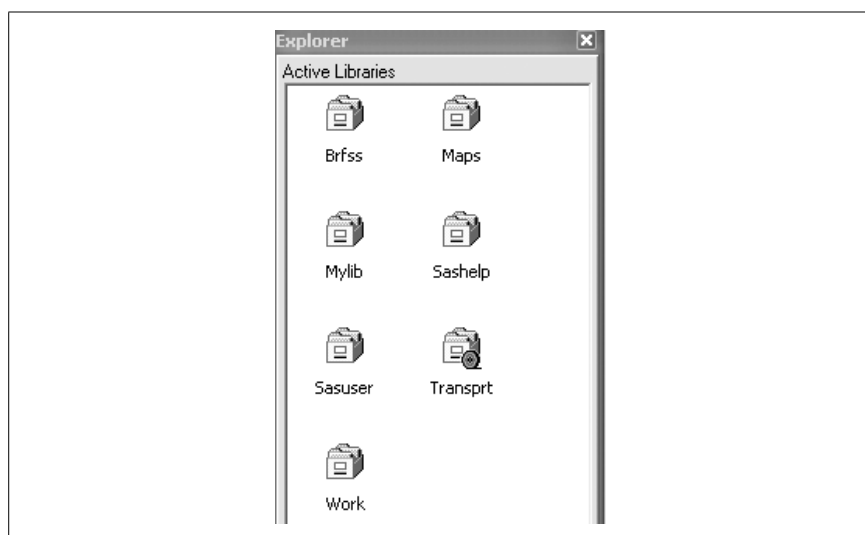 Explorer
Active Libraries
Brfss Maps
Mylib Sashelp
Sasuser Transprt
Work